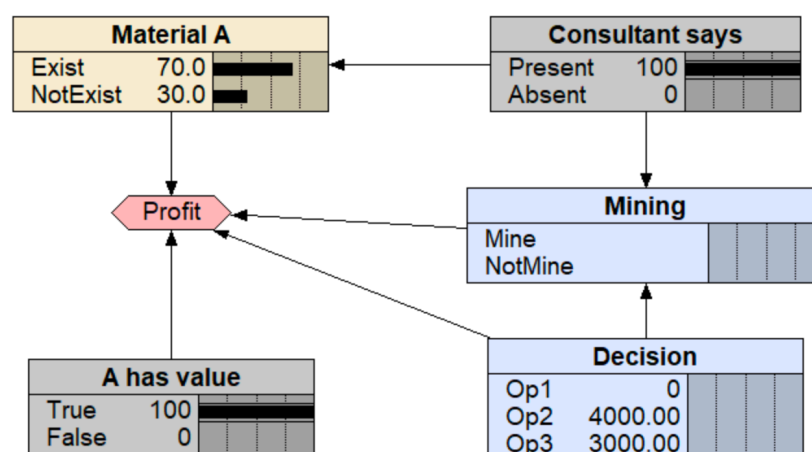 Material A
Exist 70.0
NotExist 30.0
Consultant says
Present 100
Absent 0
Profit
Mining
Mine
NotMine
A has value
True 100
False 0
Decision
Op1 0
Op2 4000.00
Op3 3000.00